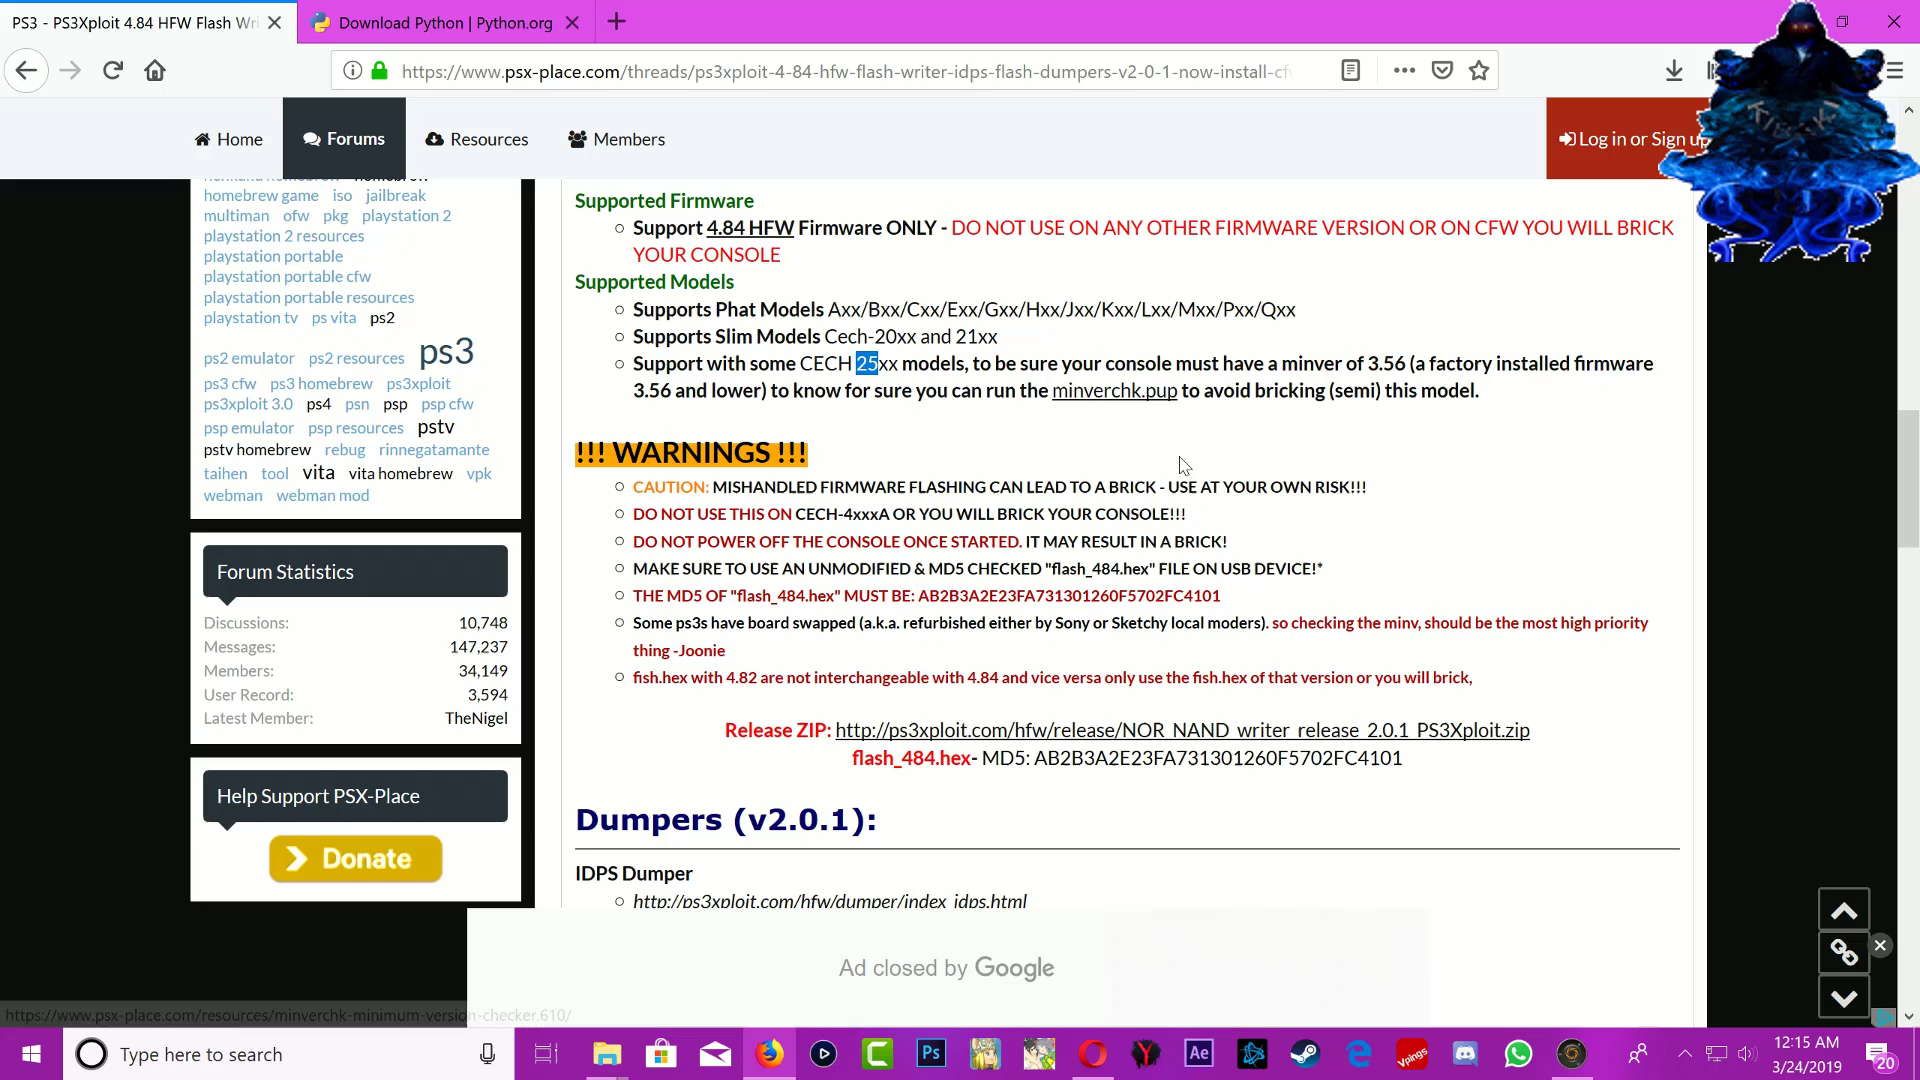 PS3 - PS3Xploit 4.84 HFW Flash Wri
Download Python | Python.org
https://www.psx-place.com/threads/ps3xploit-4-84-hfw-flash-writer-idps-flash-dumpers-v2-0-1-now-install-cf
Home
Forums
Resources
Members
Log in or Sign up
homebrew game iso jailbreak
multiman ofw pkg playstation 2
playstation 2 resources
playstation portable
playstation portable cfw
playstation portable resources
playstation tv ps vita ps2
ps2 emulator ps2 resources ps3
ps3 cfw ps3 homebrew ps3xploit
ps3xploit 3.0 ps4 psn psp psp cfw
psp emulator psp resources pstv
pstv homebrew rebug rinnegatamante
taihen tool vita vita homebrew vpk
webman webman mod
Forum Statistics
Discussions: 10,748
Messages: 147,237
Members: 34,149
User Record: 3,594
Latest Member: TheNigel
Help Support PSX-Place
Donate
Supported Firmware
Support 4.84 HFW Firmware ONLY - DO NOT USE ON ANY OTHER FIRMWARE VERSION OR ON CFW YOU WILL BRICK
YOUR CONSOLE
Supported Models
Supports Phat Models Axx/Bxx/Cxx/Exx/Gxx/Hxx/Jxx/Kxx/Lxx/Mxx/Pxx/Qxx
Supports Slim Models Cech-20xx and 21xx
Support with some CECH 25xx models, to be sure your console must have a minver of 3.56 (a factory installed firmware
3.56 and lower) to know for sure you can run the minverchk.pup to avoid bricking (semi) this model.
!!! WARNINGS !!!
CAUTION: MISHANDLED FIRMWARE FLASHING CAN LEAD TO A BRICK - USE AT YOUR OWN RISK!!!
DO NOT USE THIS ON CECH-4xxxA OR YOU WILL BRICK YOUR CONSOLE!!!
DO NOT POWER OFF THE CONSOLE ONCE STARTED. IT MAY RESULT IN A BRICK!
MAKE SURE TO USE AN UNMODIFIED & MD5 CHECKED "flash_484.hex" FILE ON USB DEVICE!*
THE MD5 OF "flash_484.hex" MUST BE: AB2B3A2E23FA731301260F5702FC4101
Some ps3s have board swapped (a.k.a. refurbished either by Sony or Sketchy local moders). so checking the minv, should be the most high priority
thing -Joonie
fish.hex with 4.82 are not interchangeable with 4.84 and vice versa only use the fish.hex of that version or you will brick,
Release ZIP: http://ps3xploit.com/hfw/release/NOR_NAND_writer_release_2.0.1_PS3Xploit.zip
flash_484.hex- MD5: AB2B3A2E23FA731301260F5702FC4101
Dumpers (v2.0.1):
IDPS Dumper
http://ps3xploit.com/hfw/dumper/index_idps.html
Ad closed by Google
https://www.psx-place.com/resources/minverchk-minimum-version-checker.610/
Type here to search
Ps
Ae
Vpings
12:15 AM
3/24/2019
20